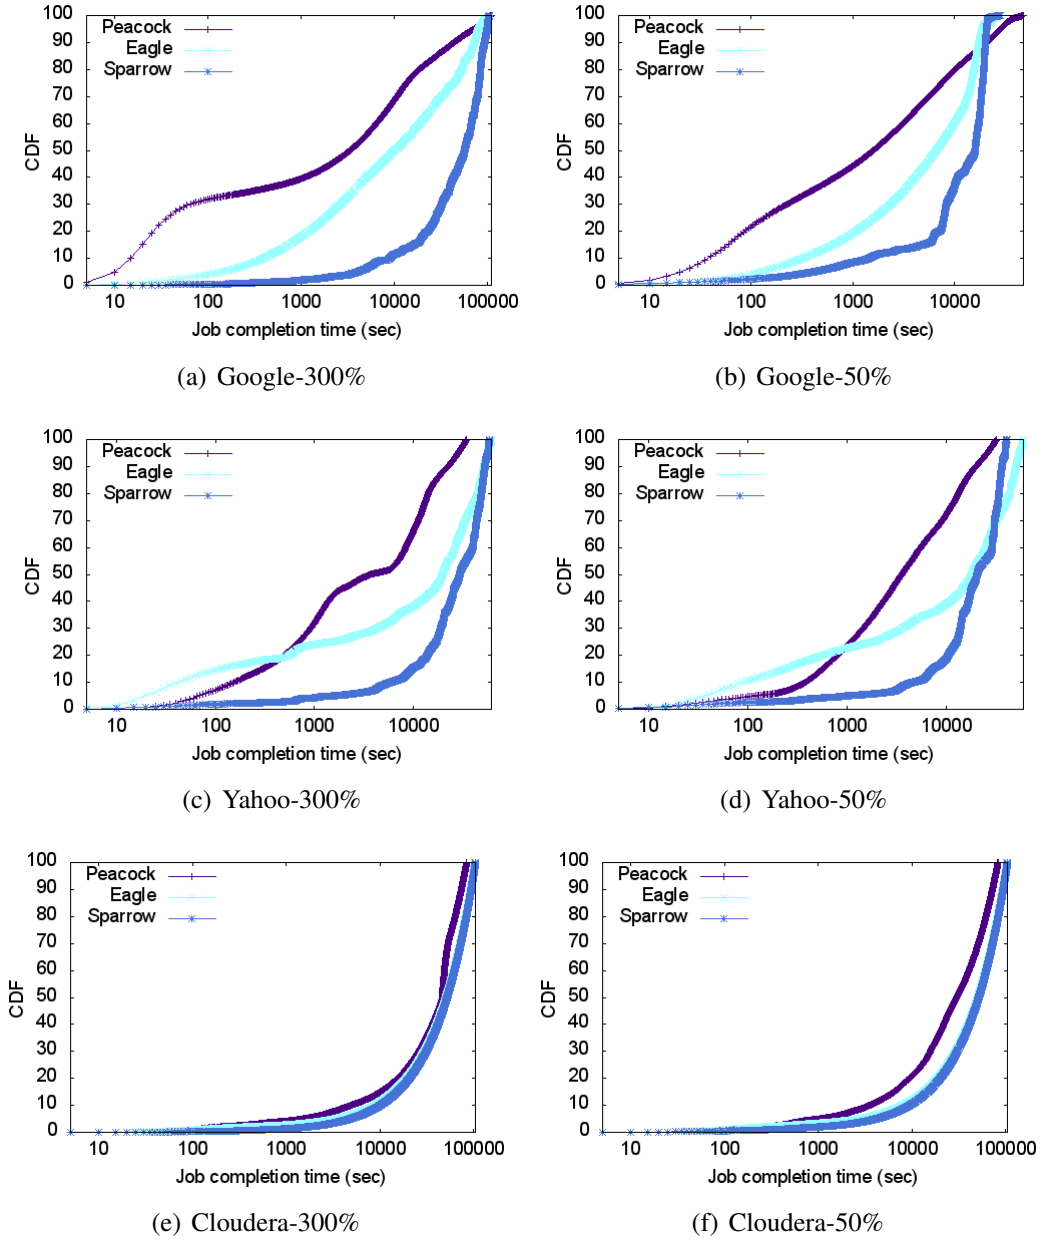 100
90
80
70
60
50
40
30
20
10
0
CDF
Peacock
Eagle
Sparrow
10 100 1000 10000 100000
Job completion time (sec)
(a) Google-300%
100
90
80
70
60
50
40
30
20
10
0
CDF
Peacock
Eagle
Sparrow
10 100 1000 10000
Job completion time (sec)
(b) Google-50%
100
90
80
70
60
50
40
30
20
10
0
CDF
Peacock
Eagle
Sparrow
10 100 1000 10000
Job completion time (sec)
(c) Yahoo-300%
100
90
80
70
60
50
40
30
20
10
0
CDF
Peacock
Eagle
Sparrow
10 100 1000 10000
Job completion time (sec)
(d) Yahoo-50%
100
90
80
70
60
50
40
30
20
10
0
CDF
Peacock
Eagle
Sparrow
10 100 1000 10000 100000
Job completion time (sec)
(e) Cloudera-300%
100
90
80
70
60
50
40
30
20
10
0
CDF
Peacock
Eagle
Sparrow
10 100 1000 10000 100000
Job completion time (sec)
(f) Cloudera-50%